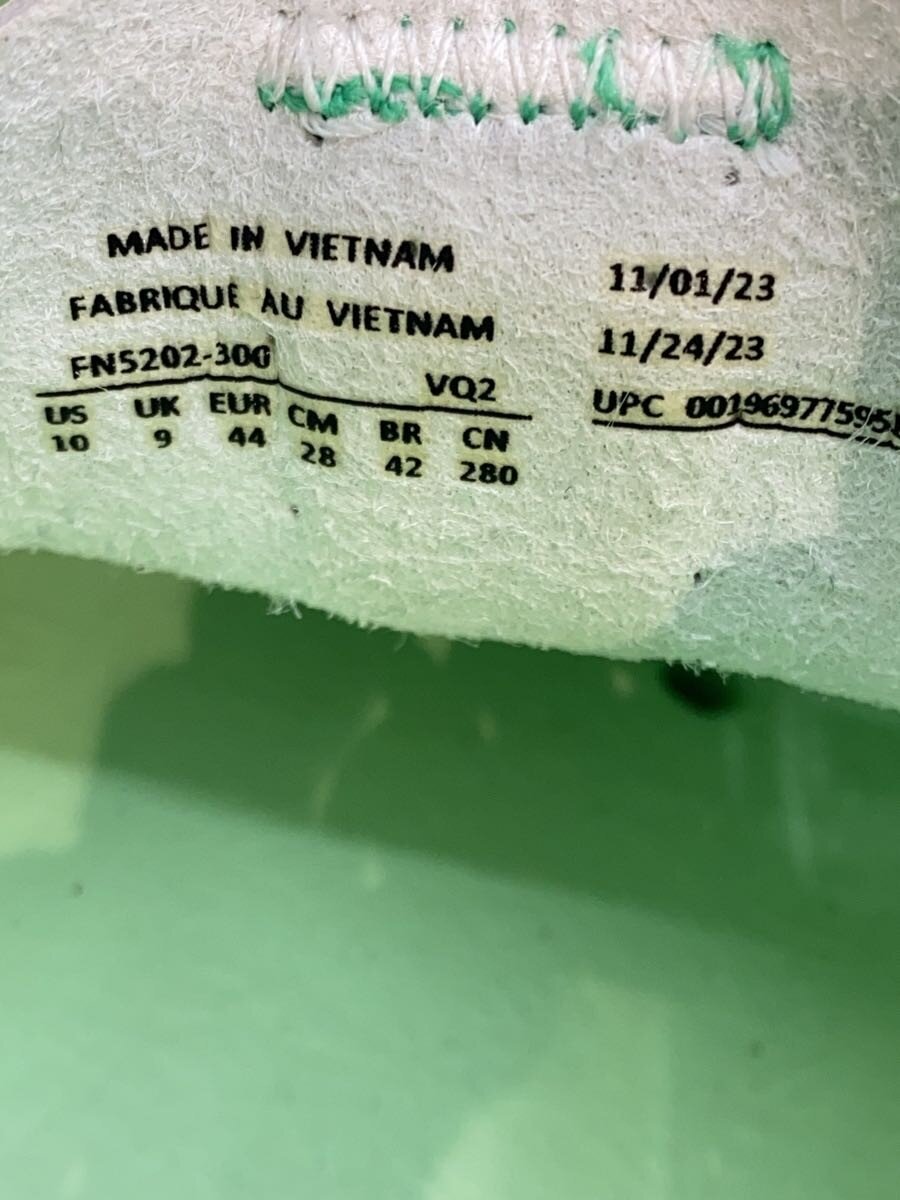 MADE IN VIETNAM
FABRIQUE AU VIETNAM
FN5202-300
VQ2
US UK EUR CM BR CN
10 9 44 28 42 280
11/01/23
11/24/23
UPC 00196977595